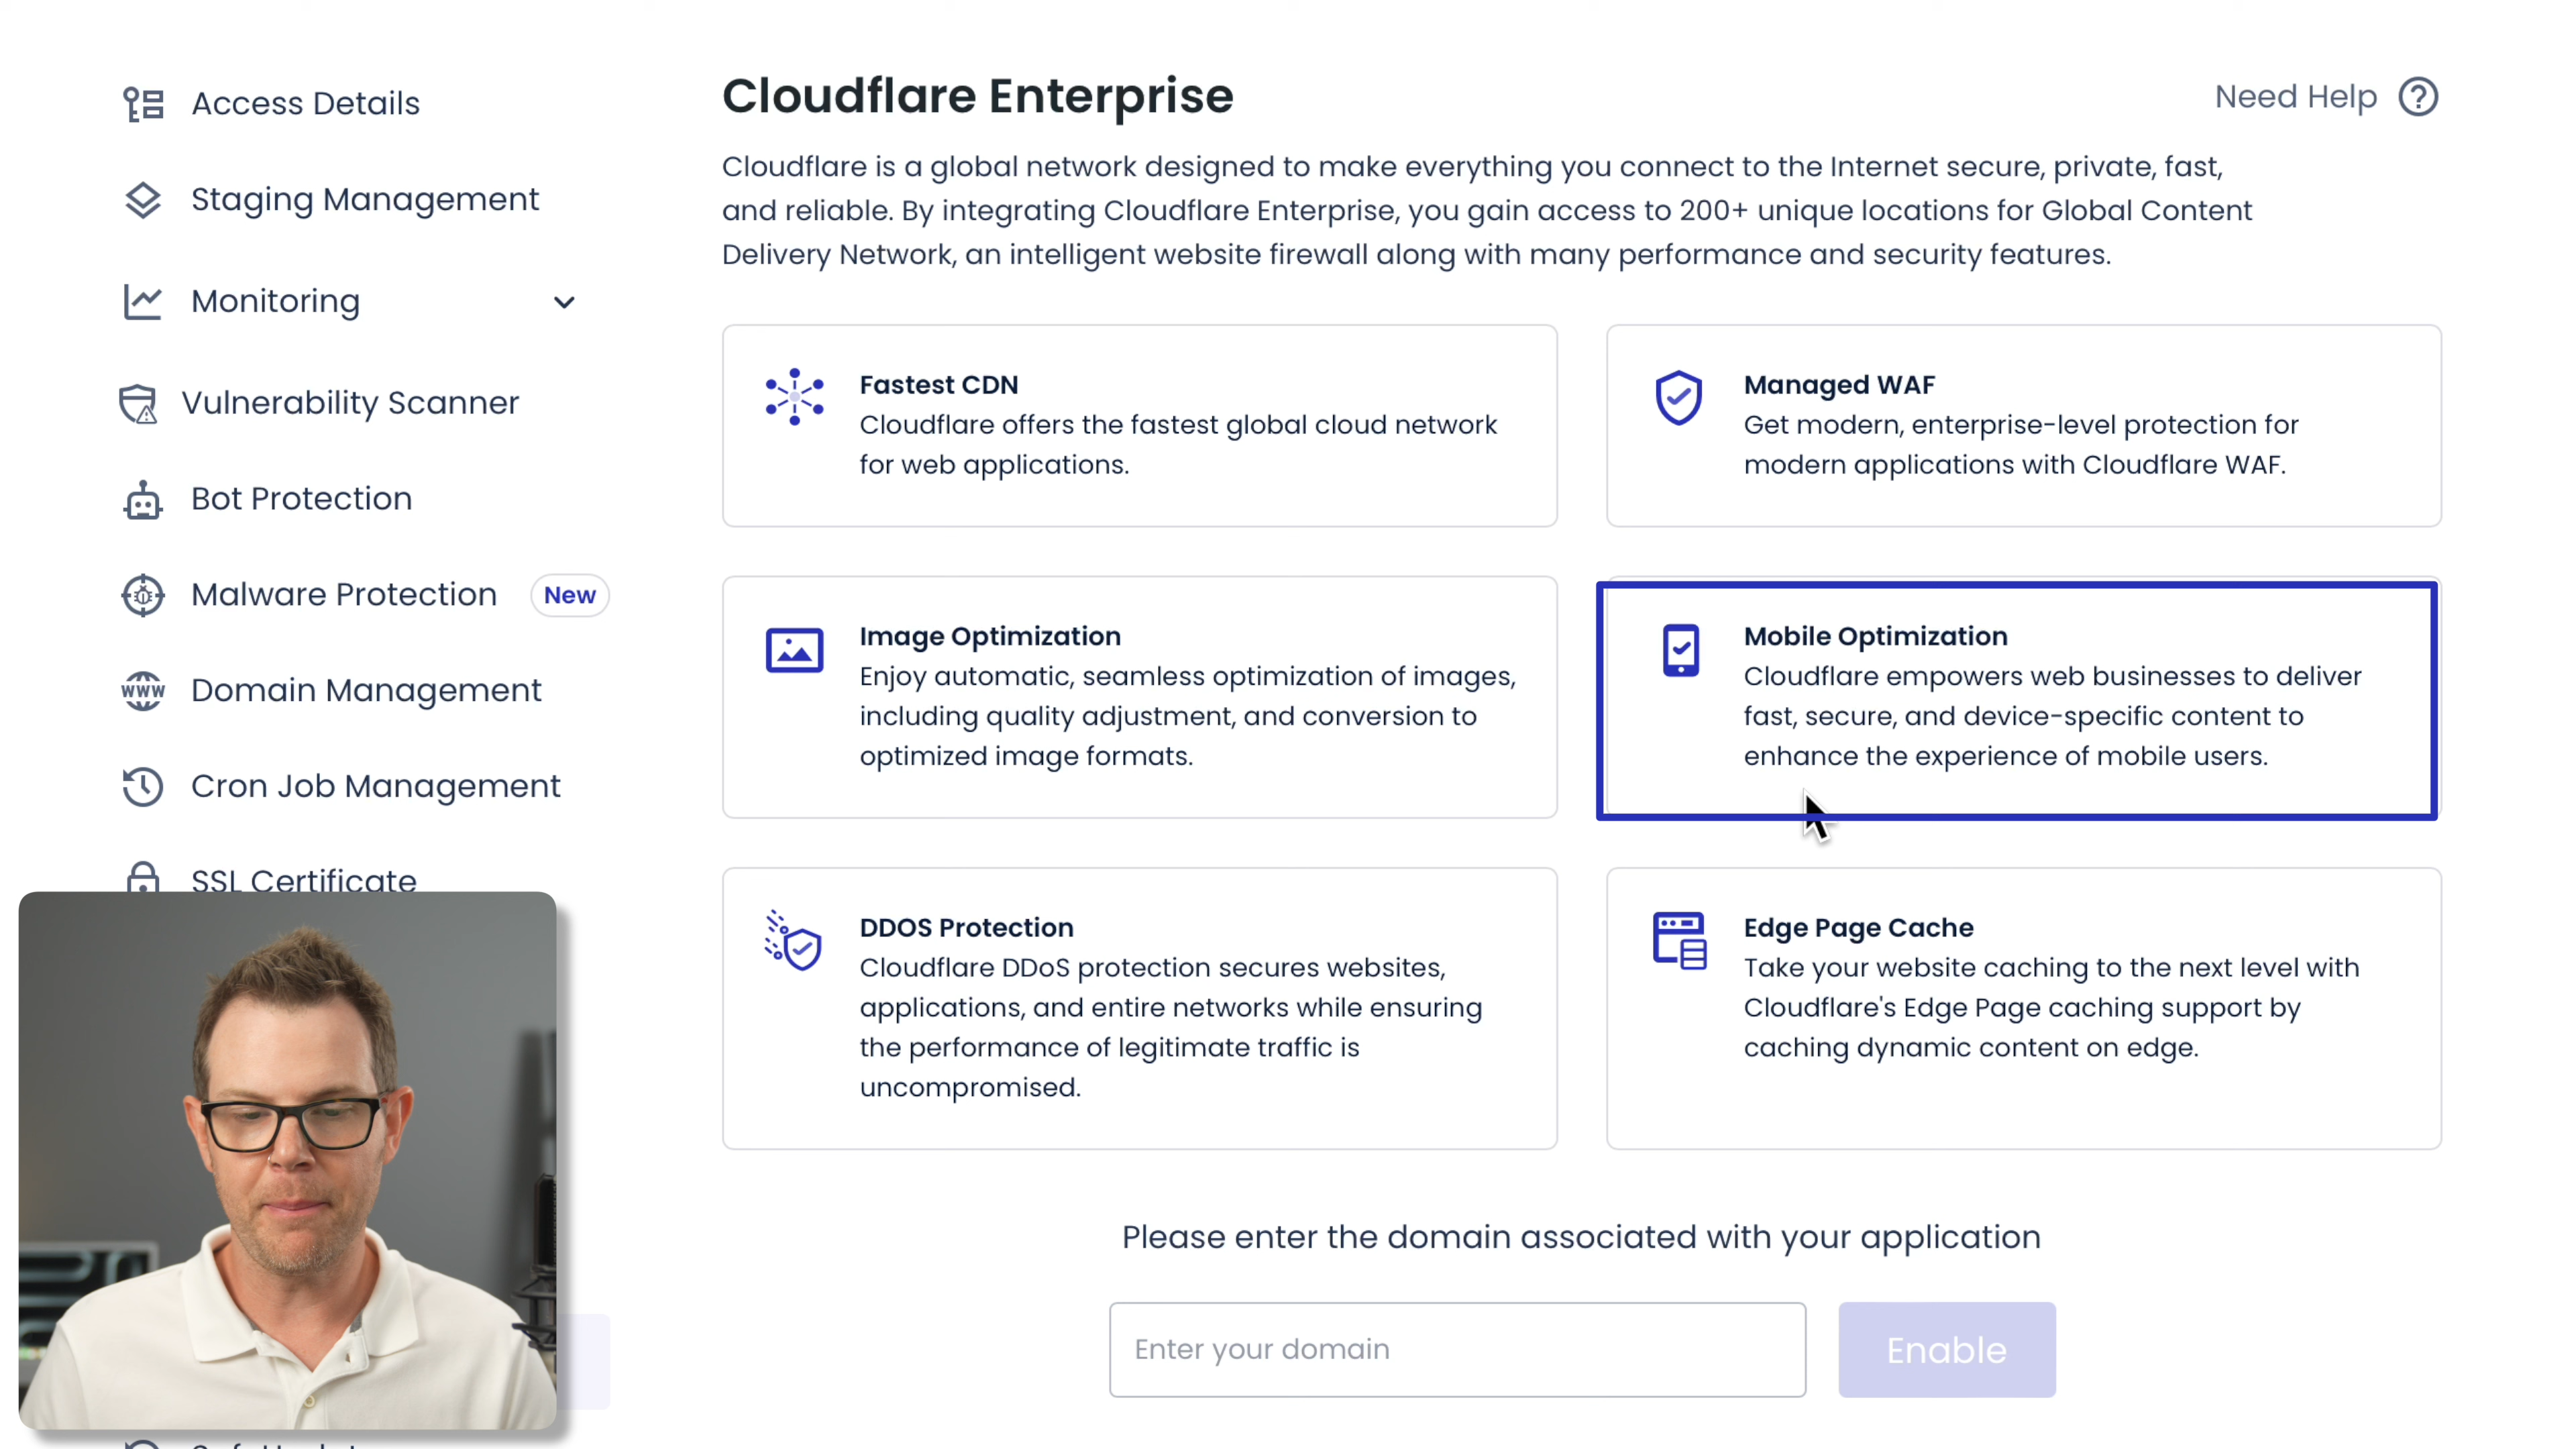 Access Details
Staging Management
Monitoring
Vulnerability Scanner
Bot Protection
Malware Protection New
Domain Management
Cron Job Management
SSL Certificate
Cloudflare Enterprise
Need Help
Cloudflare is a global network designed to make everything you connect to the Internet secure, private, fast,
and reliable. By integrating Cloudflare Enterprise, you gain access to 200+ unique locations for Global Content
Delivery Network, an intelligent website firewall along with many performance and security features.
Fastest CDN
Cloudflare offers the fastest global cloud network
for web applications.
Managed WAF
Get modern, enterprise-level protection for
modern applications with Cloudflare WAF.
Image Optimization
Enjoy automatic, seamless optimization of images,
including quality adjustment, and conversion to
optimized image formats.
Mobile Optimization
Cloudflare empowers web businesses to deliver
fast, secure, and device-specific content to
enhance the experience of mobile users.
DDOS Protection
Cloudflare DDoS protection secures websites,
applications, and entire networks while ensuring
the performance of legitimate traffic is
uncompromised.
Edge Page Cache
Take your website caching to the next level with
Cloudflare's Edge Page caching support by
caching dynamic content on edge.
Please enter the domain associated with your application
Enter your domain
Enable